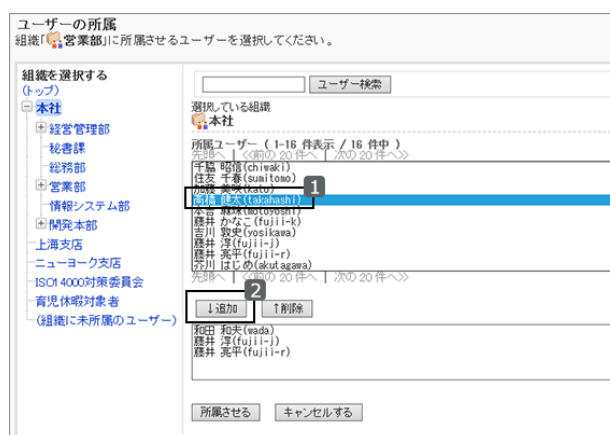 ユーザーの所属
組織「営業部」に所属させるユーザーを選択してください。
組織を選択する
(トップ)
本社
経営管理部
秘書課
総務部
営業部
情報システム部
開発本部
上海支店
ニューヨーク支店
ISO14000対策委員会
育児休暇対象者
(組織に未所属のユーザー)
ユーザー検索
選択している組織
本社
所属ユーザー ( 1-16 件表示 / 16 件中 )
先頭へ | <<前の 20 件へ | 次の 20 件へ>>
千脇 昭信(chiwaki)
住友 千春(sumitomo)
加藤 美咲(kato)
1
高橋 健太(takahashi)
本吉 麻珠(motoyoshi)
藤井 かなこ(fujii-k)
吉川 敦史(yosikawa)
藤井 淳(fujii-j)
藤井 亮平(fujii-r)
芥川 はじめ(akutagawa)
先頭へ | <<前の 20 件へ | 次の 20 件へ>>
2
↓追加 ↑削除
和田 和夫(wada)
藤井 淳(fujii-j)
藤井 亮平(fujii-r)
所属させる キャンセルする